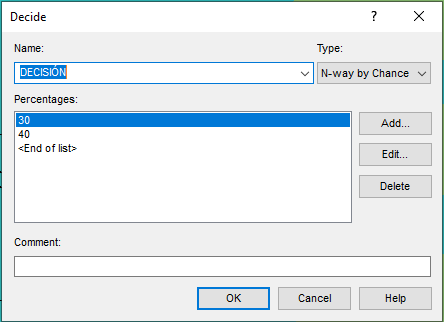 Decide
Name: Type:
DECISIÓN N-way by Chance
Percentages:
30
40
<End of list>
Add...
Edit...
Delete
Comment:
OK Cancel Help